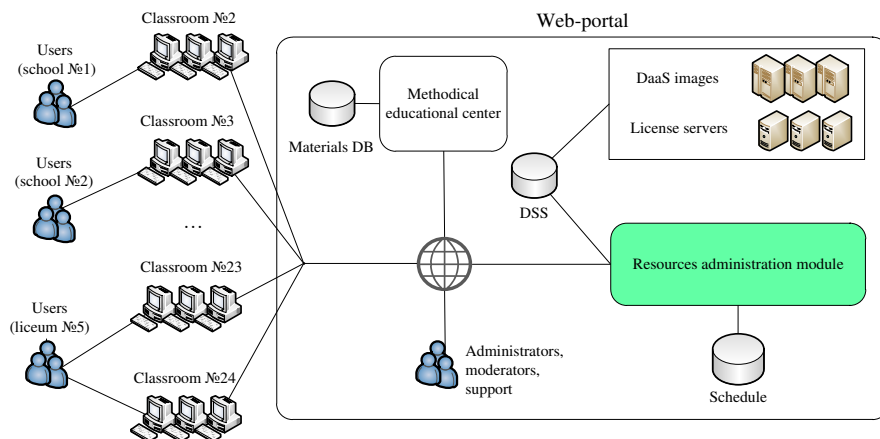 Web-portal
Classroom №2
Users
(school №1)
Classroom №3
Users
(school №2)
...
Classroom №23
Users
(liceum №5)
Classroom №24
Methodical
educational center
Materials DB
DaaS images
License servers
DSS
Resources administration module
Administrators,
moderators,
support
Schedule